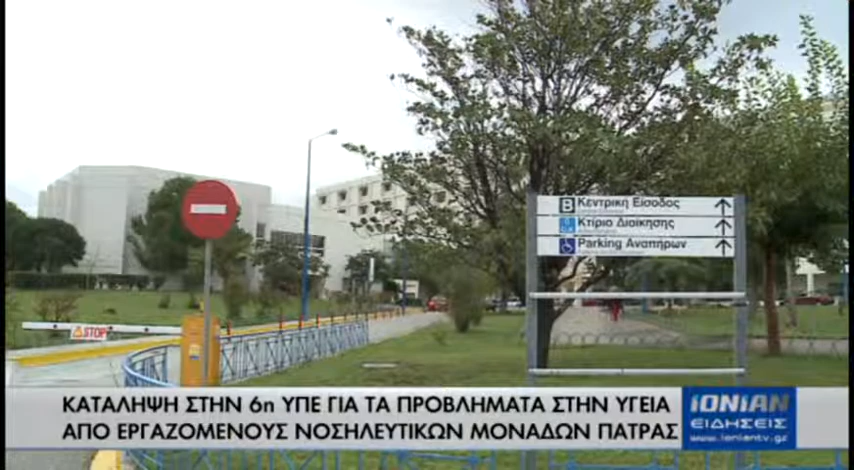 B Κεντρική Είσοδος
Κτίριο Διοίκησης
Parking Αναπήρων
STOP
ΚΑΤΑΛΗΨΗ ΣΤΗΝ 6η ΥΠΕ ΓΙΑ ΤΑ ΠΡΟΒΛΗΜΑΤΑ ΣΤΗΝ ΥΓΕΙΑ
ΑΠΟ ΕΡΓΑΖΟΜΕΝΟΥΣ ΝΟΣΗΛΕΥΤΙΚΩΝ ΜΟΝΑΔΩΝ ΠΑΤΡΑΣ
IONIAN
ΕΙΔΗΣΕΙΣ
www.ioniantv.gr